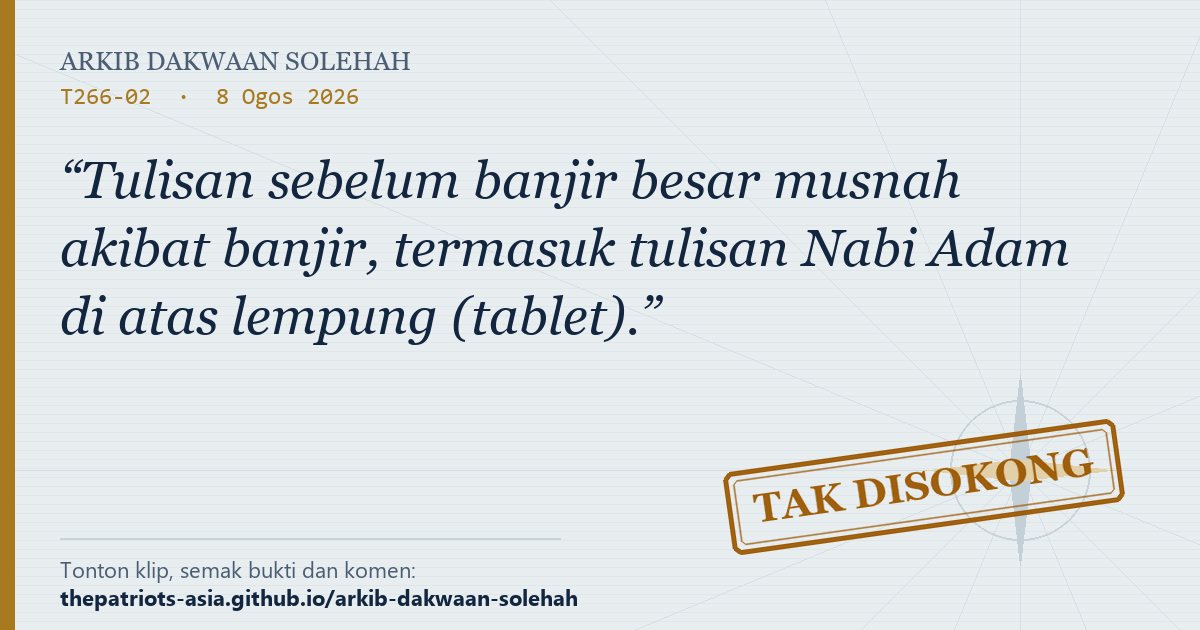 ARKIB DAKWAAN SOLEHAH
T266-02 · 8 Ogos 2026
“Tulisan sebelum banjir besar musnah
akibat banjir, termasuk tulisan Nabi Adam
di atas lempung (tablet).”
TAK DISOKONG
Tonton klip, semak bukti dan komen:
thepatriots-asia.github.io/arkib-dakwaan-solehah